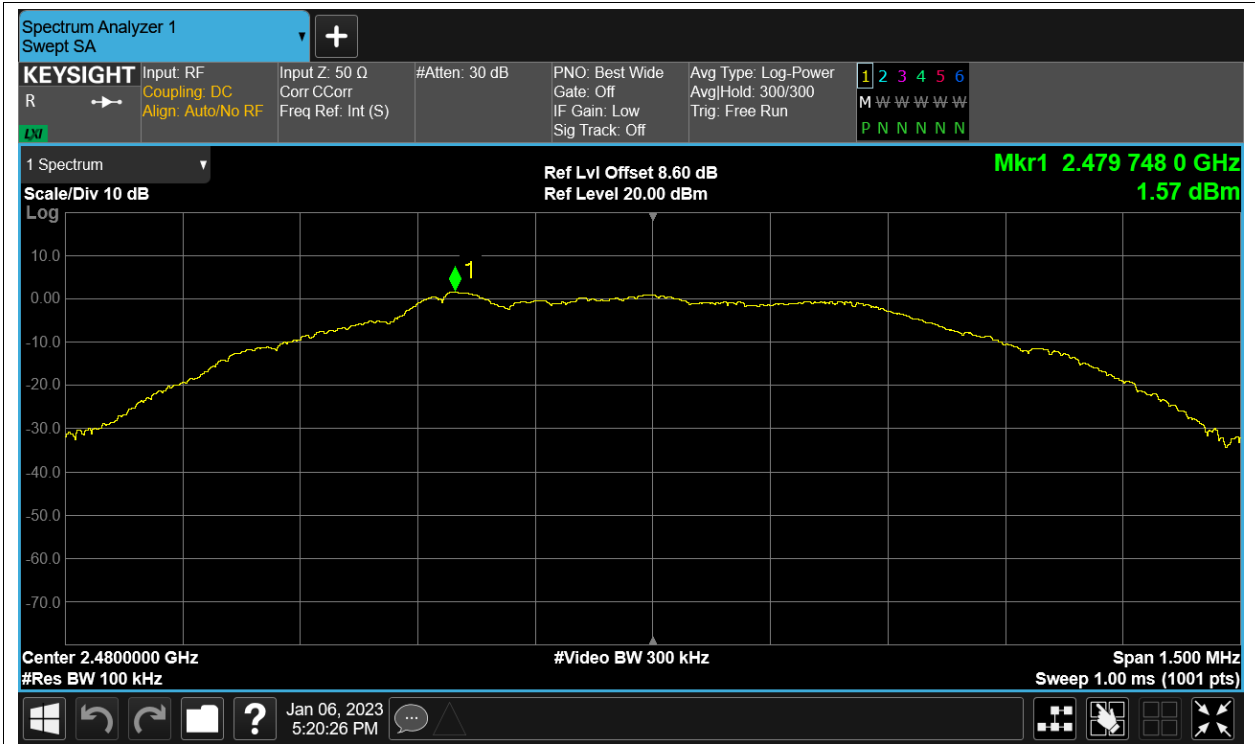 Spectrum Analyzer 1
Swept SA
KEYSIGHT
R
LXI
Input: RF
Coupling: DC
Align: Auto/No RF
Input Z: 50 Ω
Corr CCorr
Freq Ref: Int (S)
#Atten: 30 dB
PNO: Best Wide
Gate: Off
IF Gain: Low
Sig Track: Off
Avg Type: Log-Power
Avg|Hold: 300/300
Trig: Free Run
1 2 3 4 5 6
M W W W W W
P N N N N N
1 Spectrum
Scale/Div 10 dB
Log
Ref Lvl Offset 8.60 dB
Ref Level 20.00 dBm
Mkr1 2.479 748 0 GHz
1.57 dBm
1
10.0
0.00
-10.0
-20.0
-30.0
-40.0
-50.0
-60.0
-70.0
Center 2.4800000 GHz
#Res BW 100 kHz
#Video BW 300 kHz
Span 1.500 MHz
Sweep 1.00 ms (1001 pts)
?
Jan 06, 2023
5:20:26 PM